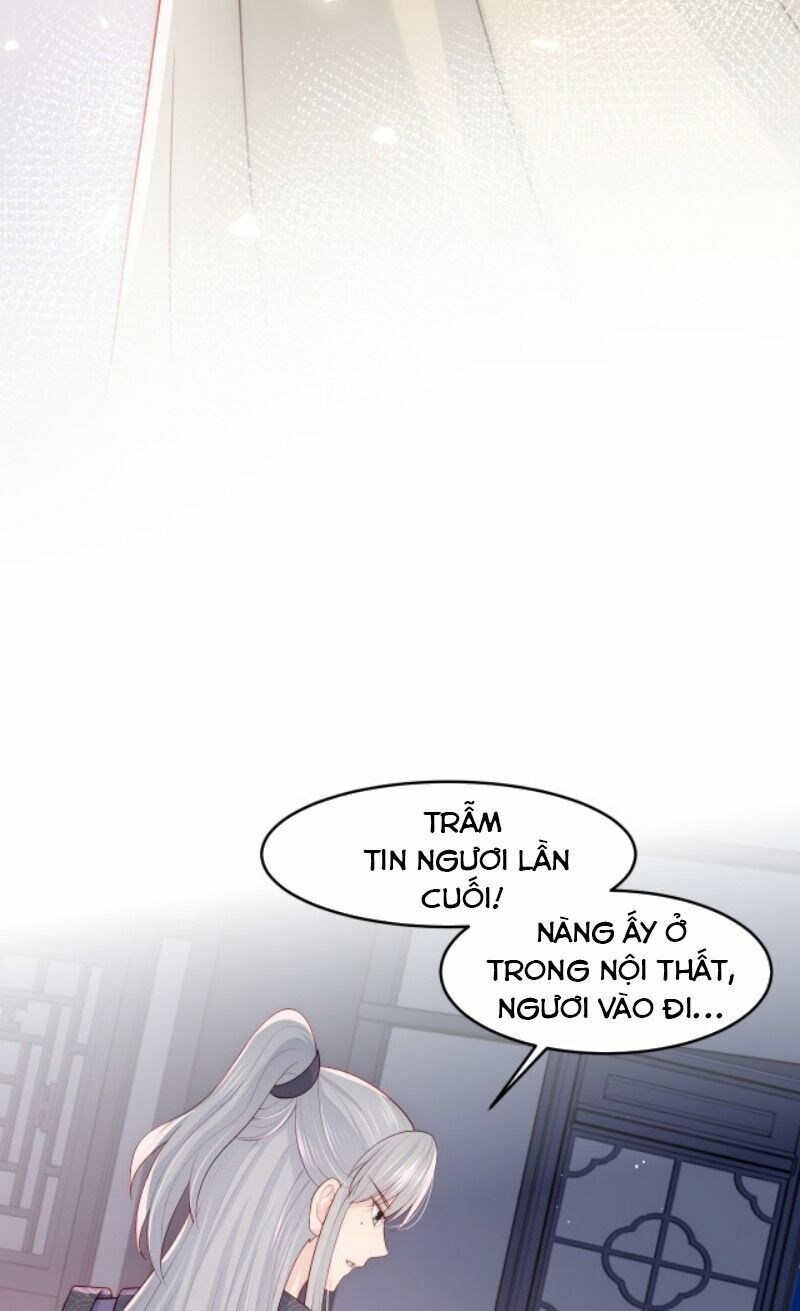 TRẪM
TIN NGƯƠI LẦN
CUỐI!
NÀNG ẤY Ở
TRONG NỘI THẤT,
NGƯƠI VÀO ĐI...